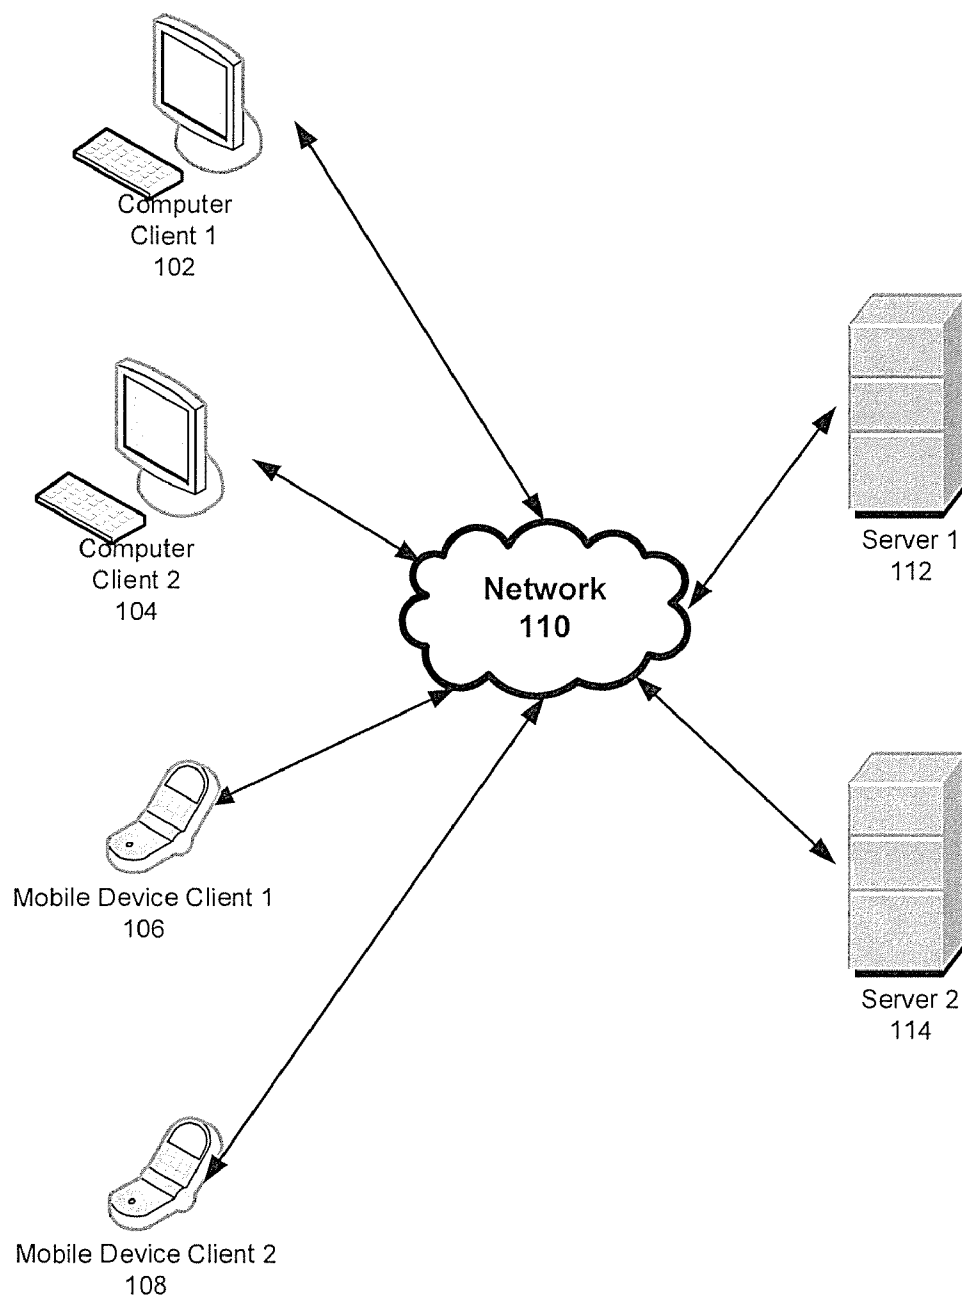 Computer
Client 1
102
Computer
Client 2
104
Network
110
Server 1
112
Mobile Device Client 1
106
Server 2
114
Mobile Device Client 2
108